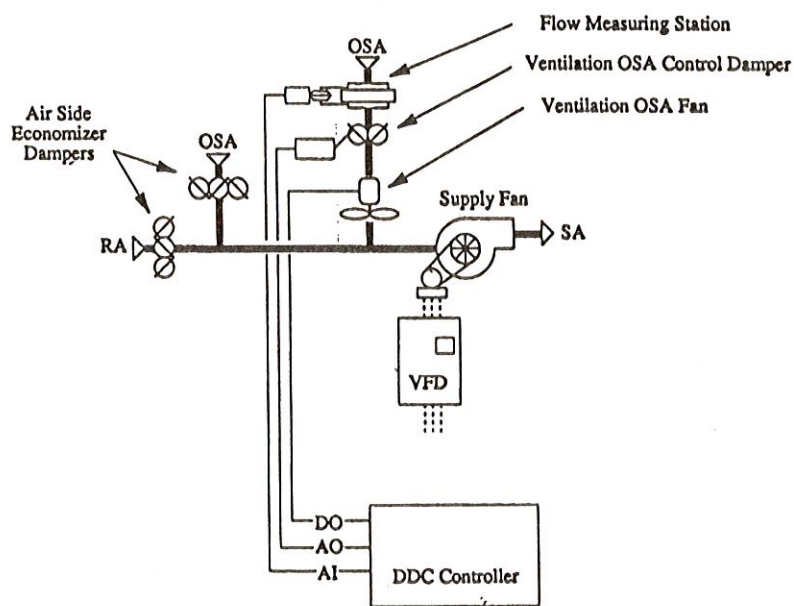 Flow Measuring Station
OSA
Ventilation OSA Control Damper
Ventilation OSA Fan
Air Side
Economizer
Dampers
OSA
Supply Fan
RA
SA
VFD
DO
AO
AI
DDC Controller